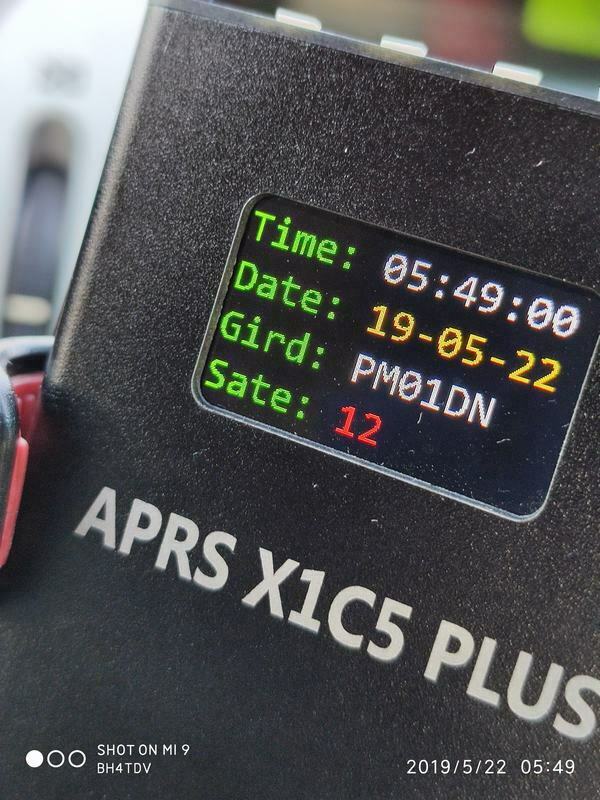 Time: 05:49:00
Date: 19-05-22
Gird: PM01DN
Sate: 12
APRS X1C5 PLUS
SHOT ON MI 9
BH4TDV
2019/5/22 05:49